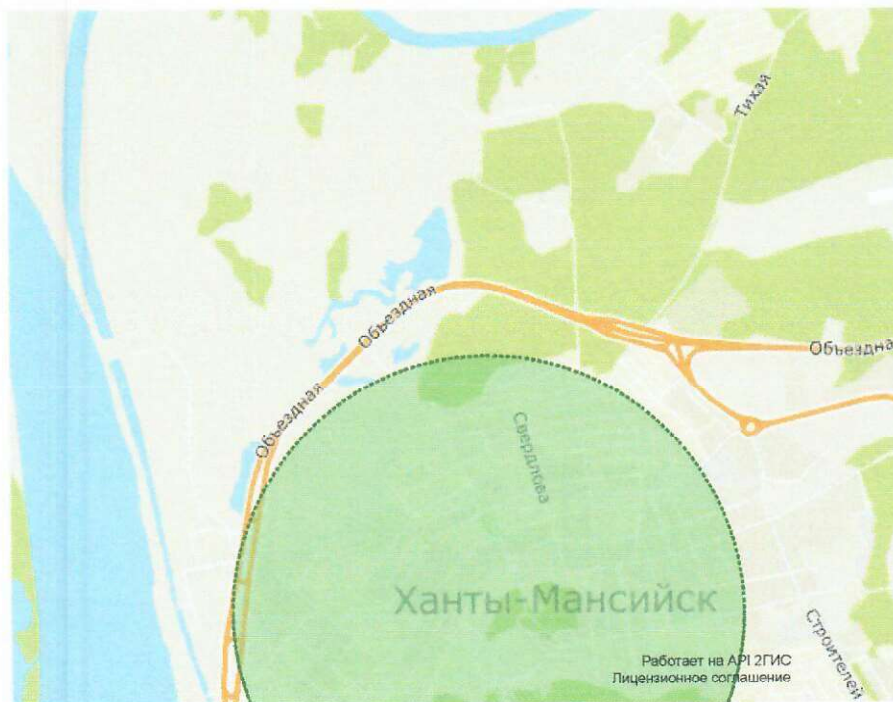 Тихая
Объездная
Объездна
Объездная
Свердлова
Ханты-Мансийск
Строителей
Работает на API 2ГИС
Лицензионное соглашение